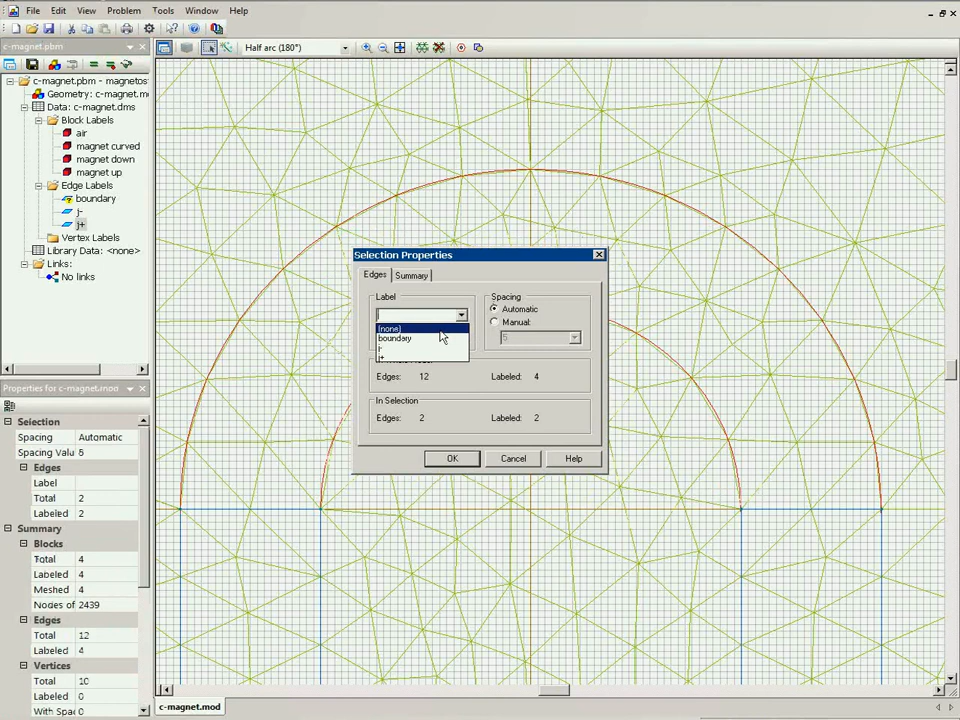 File Edit View Problem Tools Window Help
c-magnet.pbm
Half arc (180°)
c-magnet.pbm - magnetos
Geometry: c-magnet.m
Data: c-magnet.dms
Block Labels
air
magnet curved
magnet down
magnet up
Edge Labels
boundary
j-
j+
Vertex Labels
Library Data: <none>
Links:
No links
Selection Properties
Edges Summary
Label
(none)
boundary
j-
j+
Spacing
Automatic
Manual:
5
Edges: 12 Labeled: 4
In Selection
Edges: 2 Labeled: 2
OK Cancel Help
Properties for c-magnet.mod
Selection
Spacing Automatic
Spacing Valu 5
Edges
Label
Total 2
Labeled 2
Summary
Blocks
Total 4
Labeled 4
Meshed 4
Nodes of 2439
Edges
Total 12
Labeled 4
Vertices
Total 10
Labeled 0
With Spac 0
c-magnet.mod